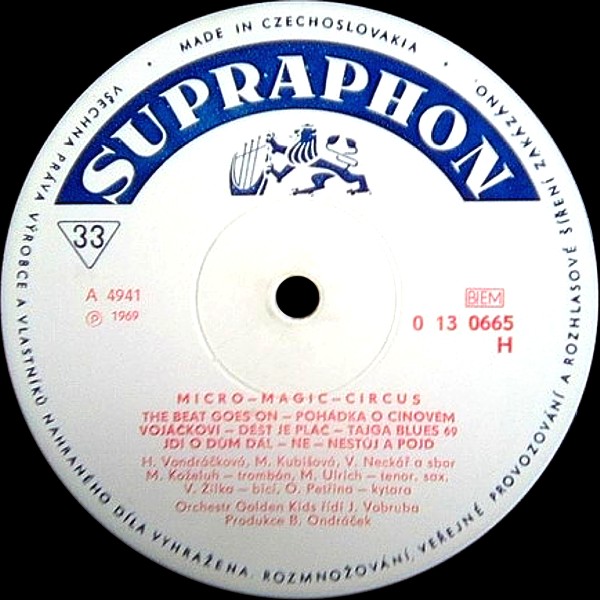 MADE IN CZECHOSLOVAKIA
SUPRAPHON
33
A 4941
Ⓟ 1969
BIEM
0 13 0665
H
MICRO–MAGIC–CIRCUS
THE BEAT GOES ON – POHÁDKA O CÍNOVÉM
VOJÁČKOVI – DÉŠŤ JE PLÁČ – TAJGA BLUES 69
JDI O DŮM DÁL – NE – NESTŮJ A POJĎ
H. Vondráčková, M. Kubišová, V. Neckář a sbor
M. Koželuh – trombón, M. Ulrich – tenor. sax.
V. Žilka – bicí, O. Petřina – kytara
Orchestr Golden Kids řídí J. Vobruba
Produkce B. Ondráček
VŠECHNA PRÁVA VÝROBCE A VLASTNÍKŮ NAHRANÉHO DÍLA VYHRAŽENA. ROZMNOŽOVÁNÍ, VEŘEJNÉ PROVOZOVÁNÍ A ROZHLASOVÉ ŠÍŘENÍ ZAKÁZÁNO.